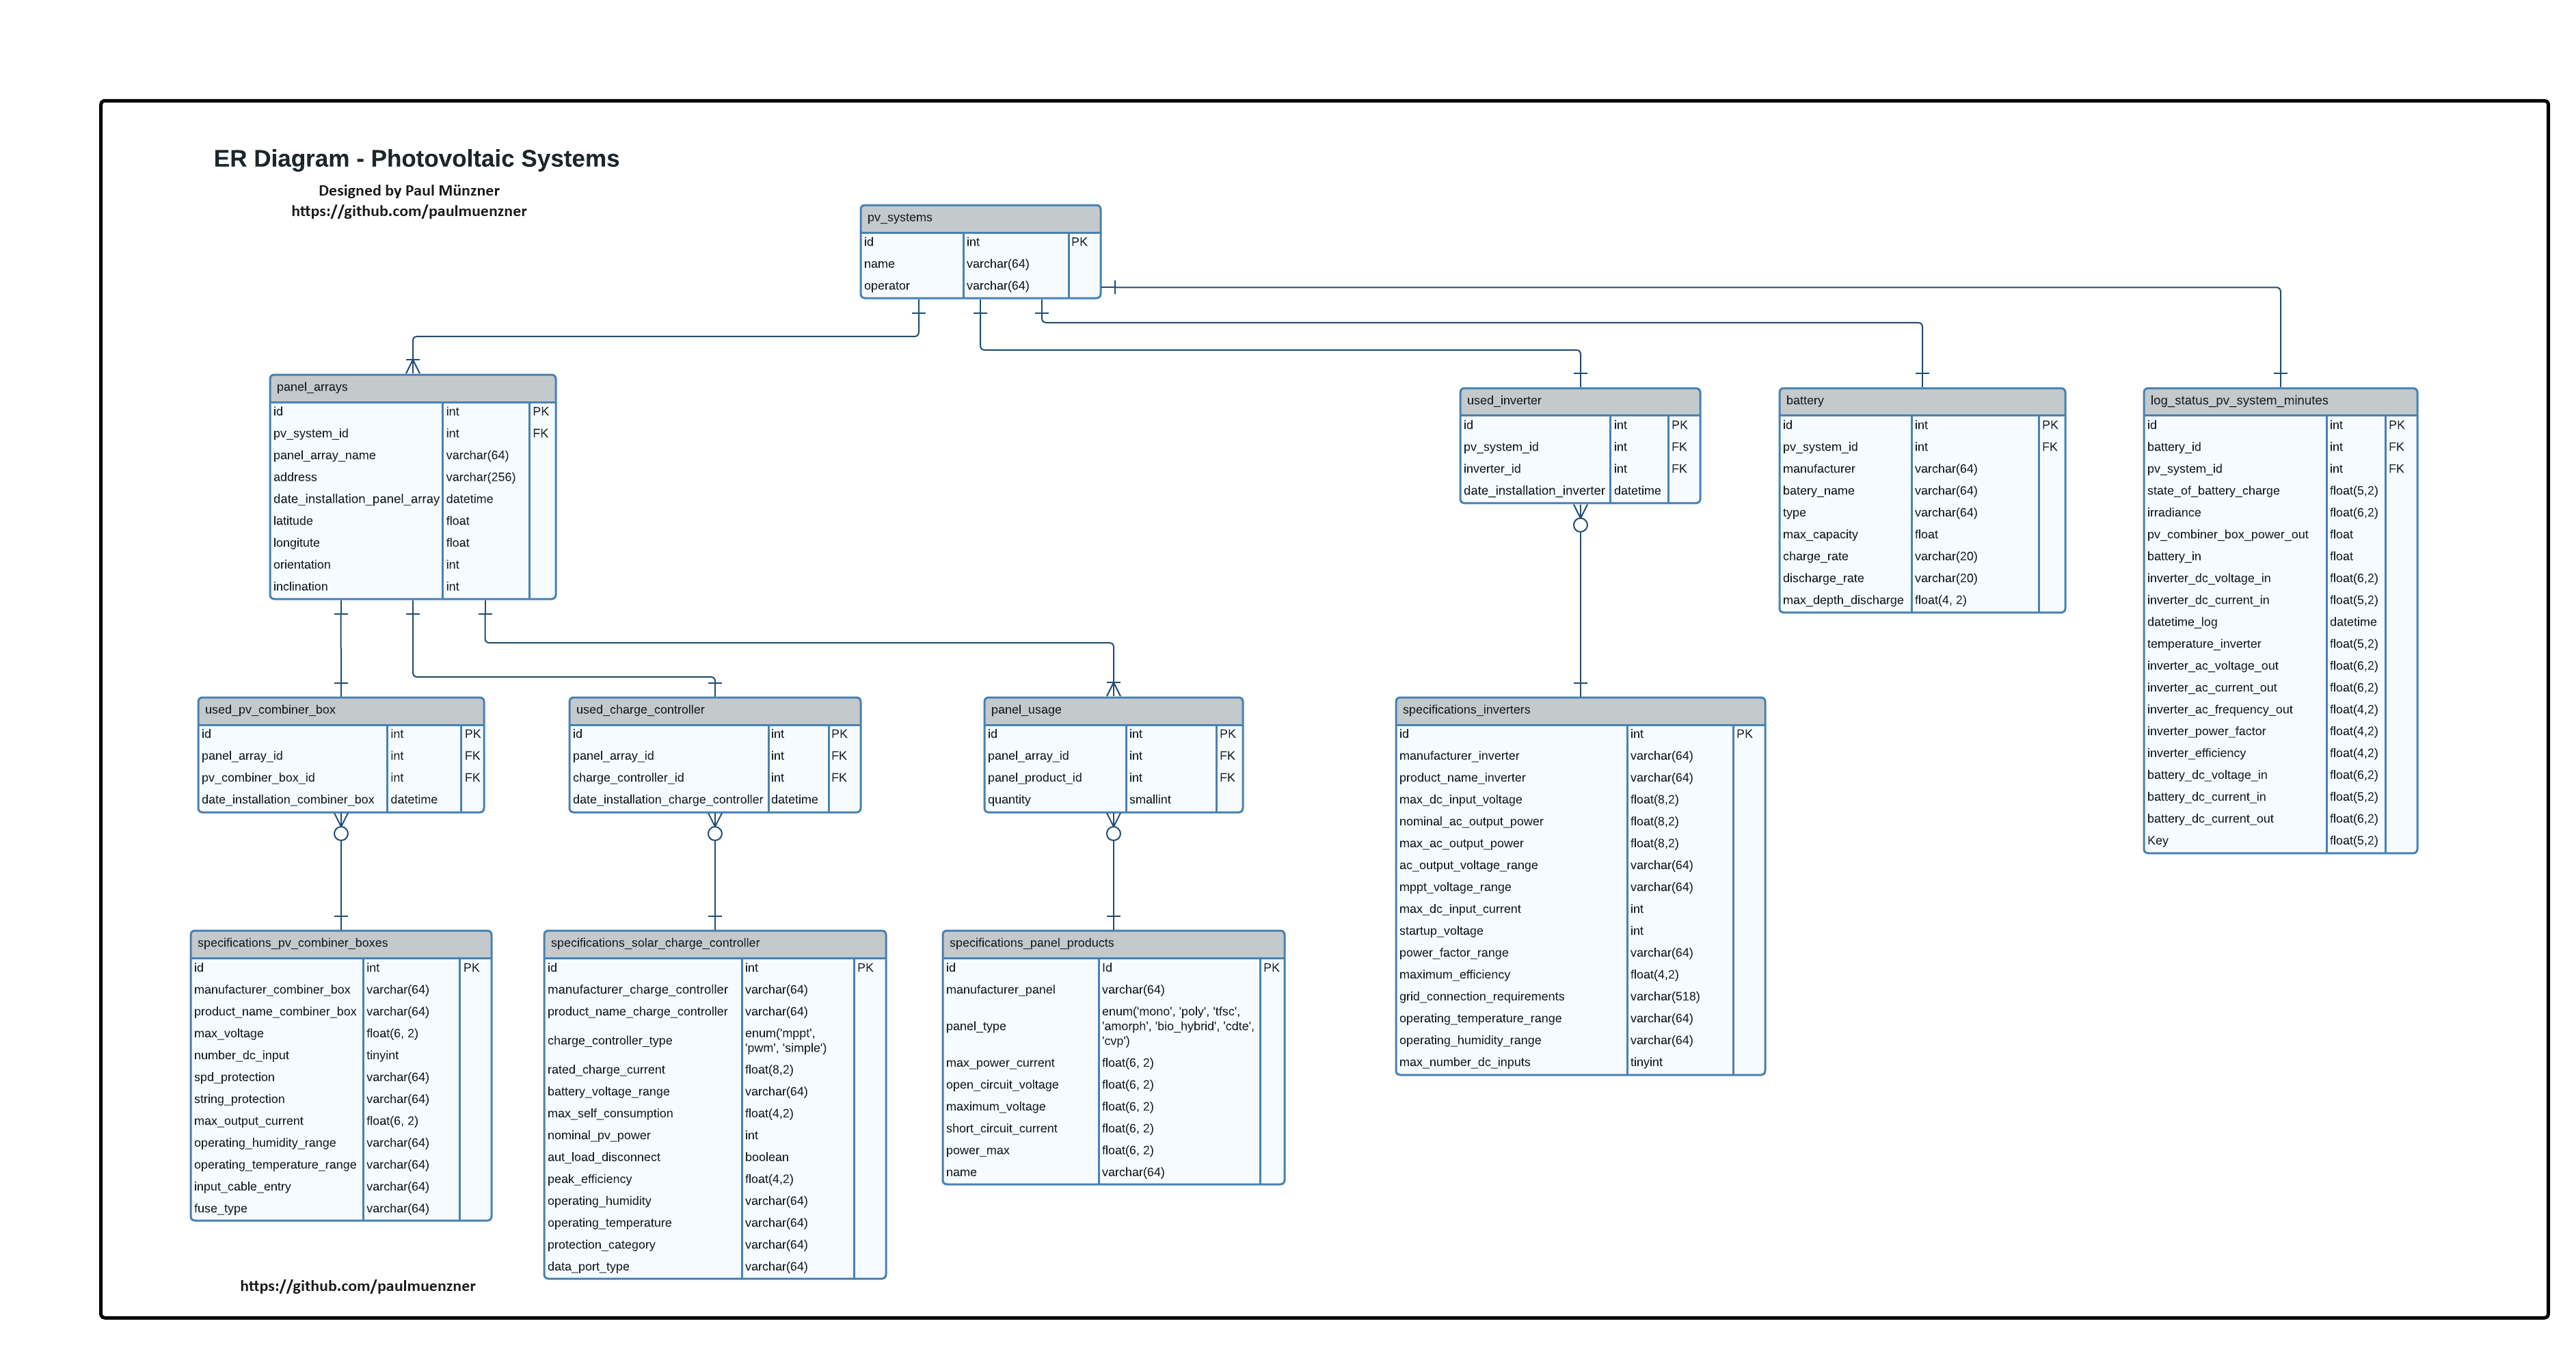 ER Diagram - Photovoltaic Systems
Designed by Paul Münzner
https://github.com/paulmuenzner
pv_systems
id int PK
name varchar(64)
operator varchar(64)
panel_arrays
id int PK
pv_system_id int FK
panel_array_name varchar(64)
address varchar(256)
date_installation_panel_array datetime
latitude float
longitute float
orientation int
inclination int
used_inverter
id int PK
pv_system_id int FK
inverter_id int FK
date_installation_inverter datetime
battery
id int PK
pv_system_id int FK
manufacturer varchar(64)
batery_name varchar(64)
type varchar(64)
max_capacity float
charge_rate varchar(20)
discharge_rate varchar(20)
max_depth_discharge float(4, 2)
log_status_pv_system_minutes
id int PK
battery_id int FK
pv_system_id int FK
state_of_battery_charge float(5,2)
irradiance float(6,2)
pv_combiner_box_power_out float
battery_in float
inverter_dc_voltage_in float(6,2)
inverter_dc_current_in float(5,2)
datetime_log datetime
temperature_inverter float(5,2)
inverter_ac_voltage_out float(6,2)
inverter_ac_current_out float(6,2)
inverter_ac_frequency_out float(4,2)
inverter_power_factor float(4,2)
inverter_efficiency float(4,2)
battery_dc_voltage_in float(6,2)
battery_dc_current_in float(5,2)
battery_dc_current_out float(6,2)
Key float(5,2)
used_pv_combiner_box
id int PK
panel_array_id int FK
pv_combiner_box_id int FK
date_installation_combiner_box datetime
used_charge_controller
id int PK
panel_array_id int FK
charge_controller_id int FK
date_installation_charge_controller datetime
panel_usage
id int PK
panel_array_id int FK
panel_product_id int FK
quantity smallint
specifications_inverters
id int PK
manufacturer_inverter varchar(64)
product_name_inverter varchar(64)
max_dc_input_voltage float(8,2)
nominal_ac_output_power float(8,2)
max_ac_output_power float(8,2)
ac_output_voltage_range varchar(64)
mppt_voltage_range varchar(64)
max_dc_input_current int
startup_voltage int
power_factor_range varchar(64)
maximum_efficiency float(4,2)
grid_connection_requirements varchar(518)
operating_temperature_range varchar(64)
operating_humidity_range varchar(64)
max_number_dc_inputs tinyint
specifications_pv_combiner_boxes
id int PK
manufacturer_combiner_box varchar(64)
product_name_combiner_box varchar(64)
max_voltage float(6, 2)
number_dc_input tinyint
spd_protection varchar(64)
string_protection varchar(64)
max_output_current float(6, 2)
operating_humidity_range varchar(64)
operating_temperature_range varchar(64)
input_cable_entry varchar(64)
fuse_type varchar(64)
specifications_solar_charge_controller
id int PK
manufacturer_charge_controller varchar(64)
product_name_charge_controller varchar(64)
charge_controller_type enum('mppt',
'pwm', 'simple')
rated_charge_current float(8,2)
battery_voltage_range varchar(64)
max_self_consumption float(4,2)
nominal_pv_power int
aut_load_disconnect boolean
peak_efficiency float(4,2)
operating_humidity varchar(64)
operating_temperature varchar(64)
protection_category varchar(64)
data_port_type varchar(64)
specifications_panel_products
id Id PK
manufacturer_panel varchar(64)
panel_type enum('mono', 'poly', 'tfsc',
'amorph', 'bio_hybrid', 'cdte',
'cvp')
max_power_current float(6, 2)
open_circuit_voltage float(6, 2)
maximum_voltage float(6, 2)
short_circuit_current float(6, 2)
power_max float(6, 2)
name varchar(64)
https://github.com/paulmuenzner